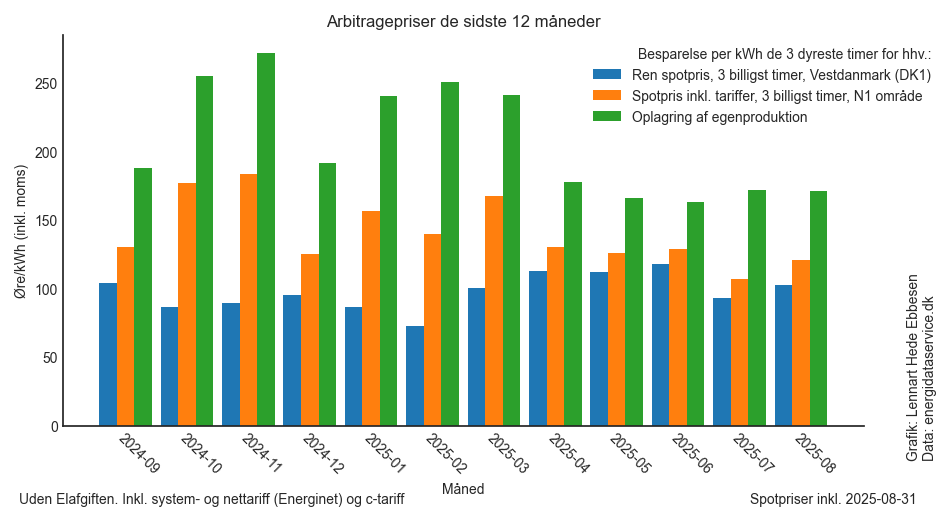 Arbitragepriser de sidste 12 måneder
Besparelse per kWh de 3 dyreste timer for hhv.:
Ren spotpris, 3 billigst timer, Vestdanmark (DK1)
Spotpris inkl. tariffer, 3 billigst timer, N1 område
Oplagring af egenproduktion
Øre/kWh (inkl. moms)
250
200
150
100
50
0
2024-09
2024-10
2024-11
2024-12
2025-01
2025-02
2025-03
2025-04
2025-05
2025-06
2025-07
2025-08
Måned
Grafik: Lennart Hede Ebbesen
Data: energidataservice.dk
Uden Elafgiften. Inkl. system- og nettariff (Energinet) og c-tariff
Spotpriser inkl. 2025-08-31